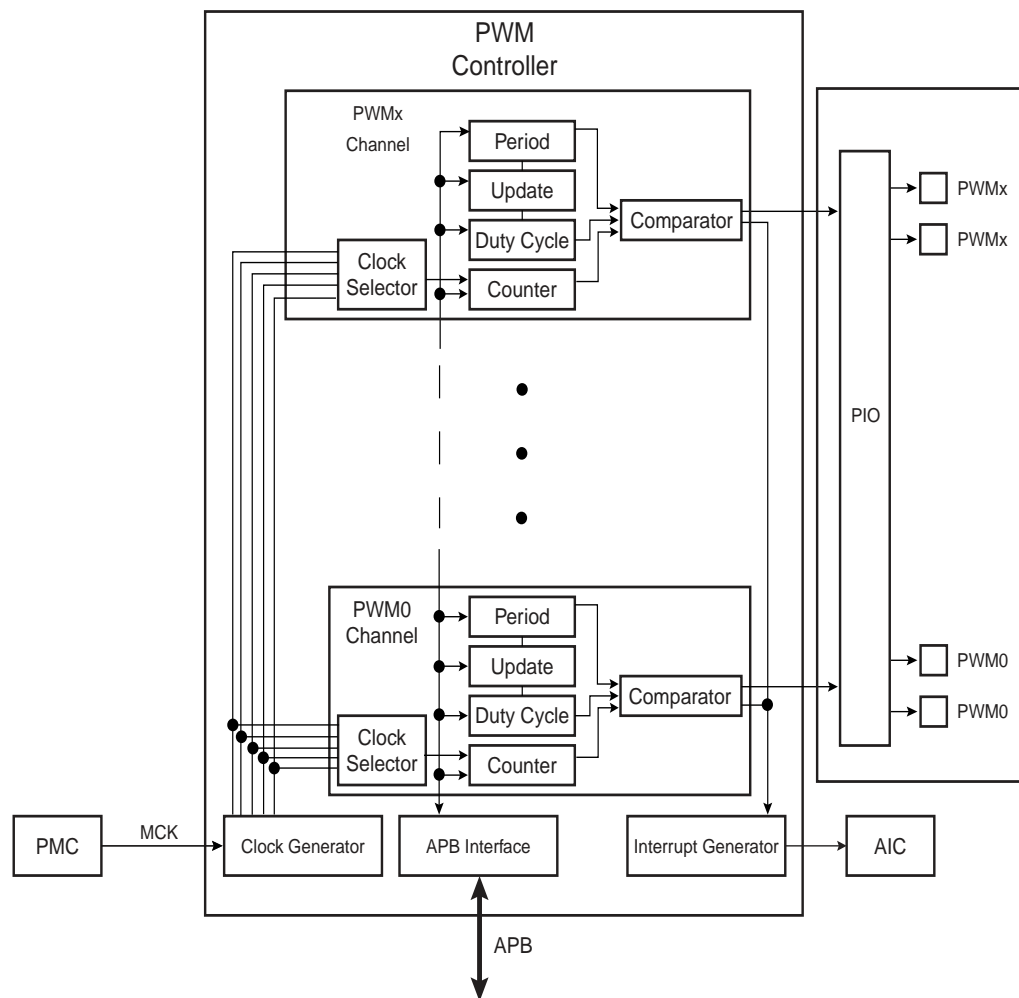 PWM
Controller
PWMx
Channel
Period
Update
Duty Cycle
Counter
Clock
Selector
Comparator
PWMx
PWMx
PIO
PWM0
Channel
Period
Update
Duty Cycle
Counter
Clock
Selector
Comparator
PWM0
PWM0
PMC
MCK
Clock Generator
APB Interface
Interrupt Generator
AIC
APB